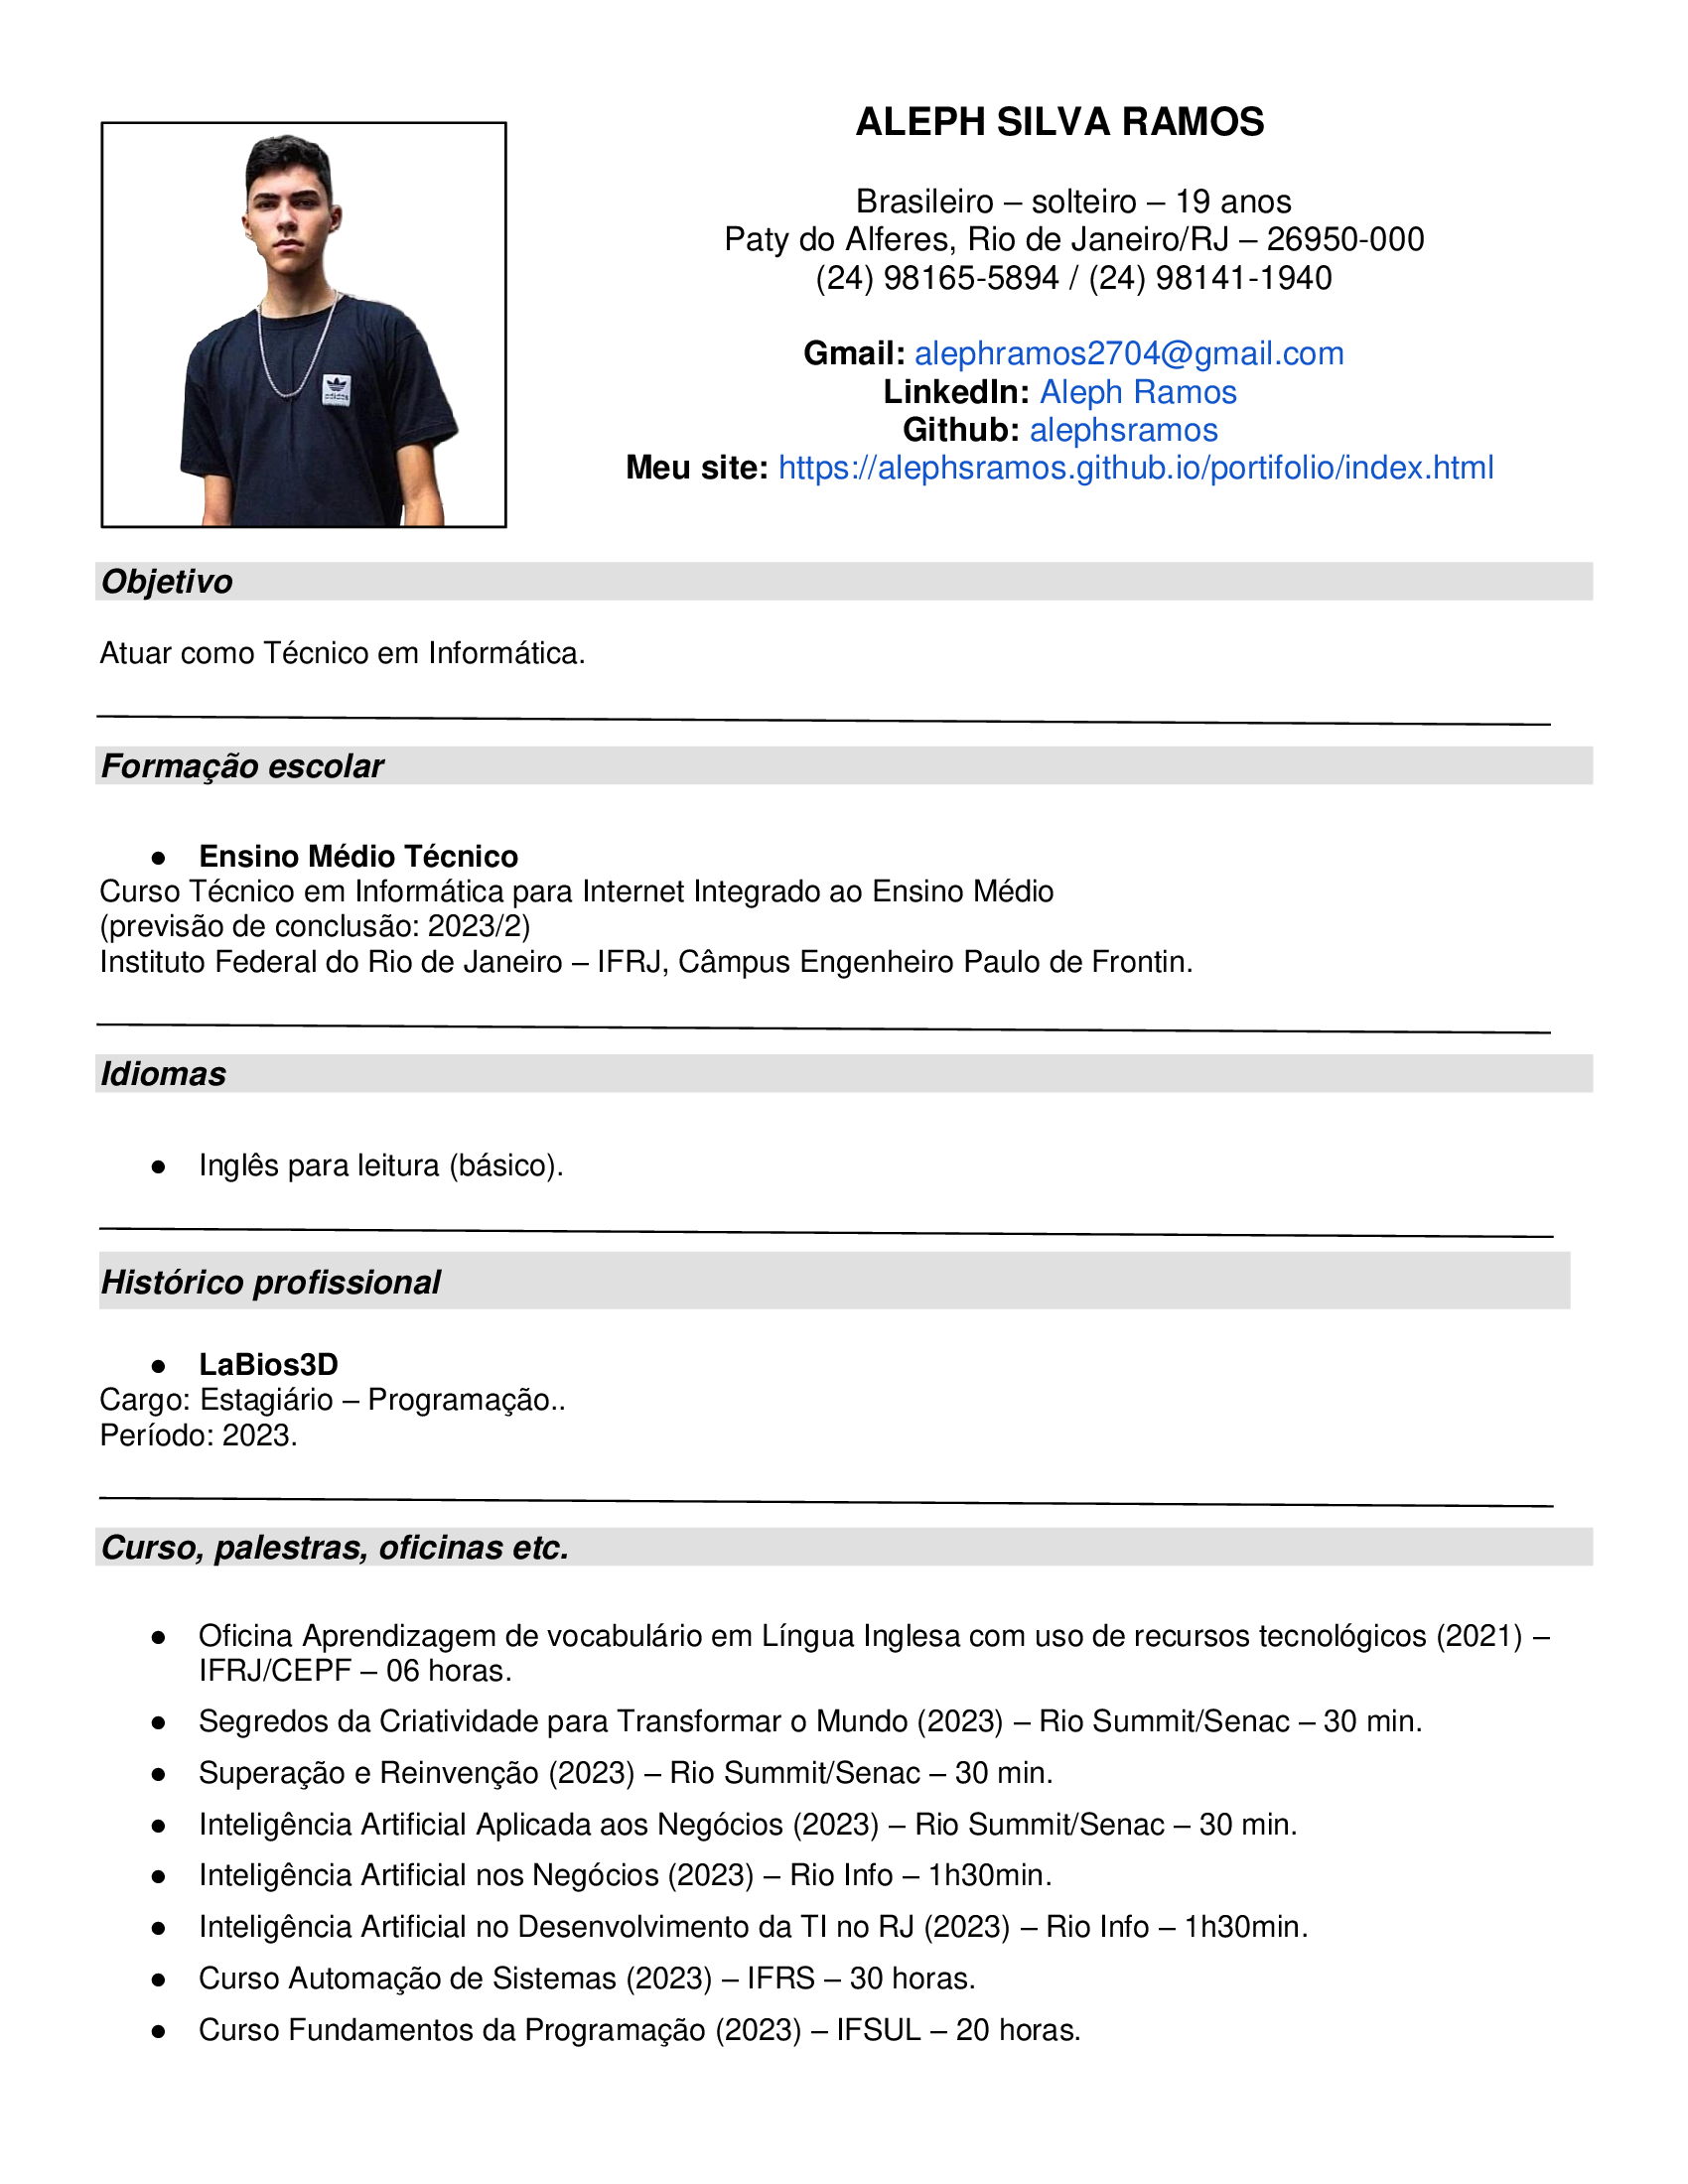 ALEPH SILVA RAMOS
Brasileiro – solteiro – 19 anos
Paty do Alferes, Rio de Janeiro/RJ – 26950-000
(24) 98165-5894 / (24) 98141-1940
Gmail: alephramos2704@gmail.com
LinkedIn: Aleph Ramos
Github: alephsramos
Meu site: https://alephsramos.github.io/portifolio/index.html
adidas
Objetivo
Atuar como Técnico em Informática.
Formação escolar
● Ensino Médio Técnico
Curso Técnico em Informática para Internet Integrado ao Ensino Médio
(previsão de conclusão: 2023/2)
Instituto Federal do Rio de Janeiro – IFRJ, Câmpus Engenheiro Paulo de Frontin.
Idiomas
● Inglês para leitura (básico).
Histórico profissional
● LaBios3D
Cargo: Estagiário – Programação..
Período: 2023.
Curso, palestras, oficinas etc.
● Oficina Aprendizagem de vocabulário em Língua Inglesa com uso de recursos tecnológicos (2021) –
IFRJ/CEPF – 06 horas.
● Segredos da Criatividade para Transformar o Mundo (2023) – Rio Summit/Senac – 30 min.
● Superação e Reinvenção (2023) – Rio Summit/Senac – 30 min.
● Inteligência Artificial Aplicada aos Negócios (2023) – Rio Summit/Senac – 30 min.
● Inteligência Artificial nos Negócios (2023) – Rio Info – 1h30min.
● Inteligência Artificial no Desenvolvimento da TI no RJ (2023) – Rio Info – 1h30min.
● Curso Automação de Sistemas (2023) – IFRS – 30 horas.
● Curso Fundamentos da Programação (2023) – IFSUL – 20 horas.